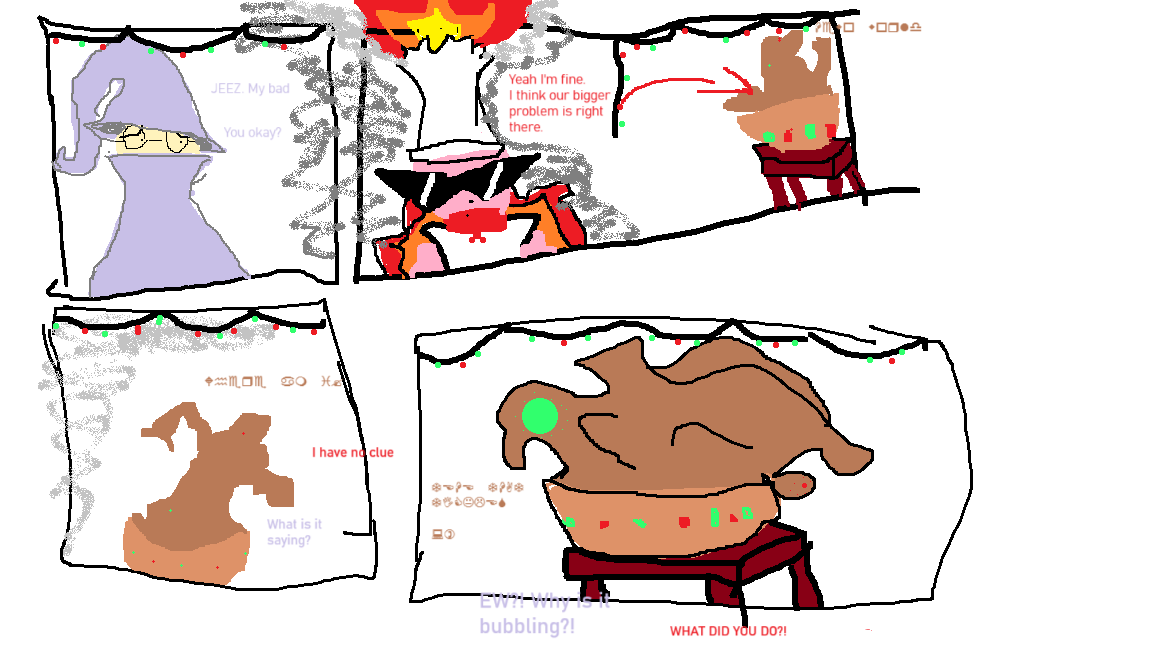 JEEZ. My bad
You okay?
Yeah I'm fine.
I think our bigger
problem is right
there.
⬥□❒●♎
🕈♒♏❒♏ ♋❍ ♓✍
I have no clue
What is it
saying?
EW?! Why is it
bubbling?!
WHAT DID YOU DO?!